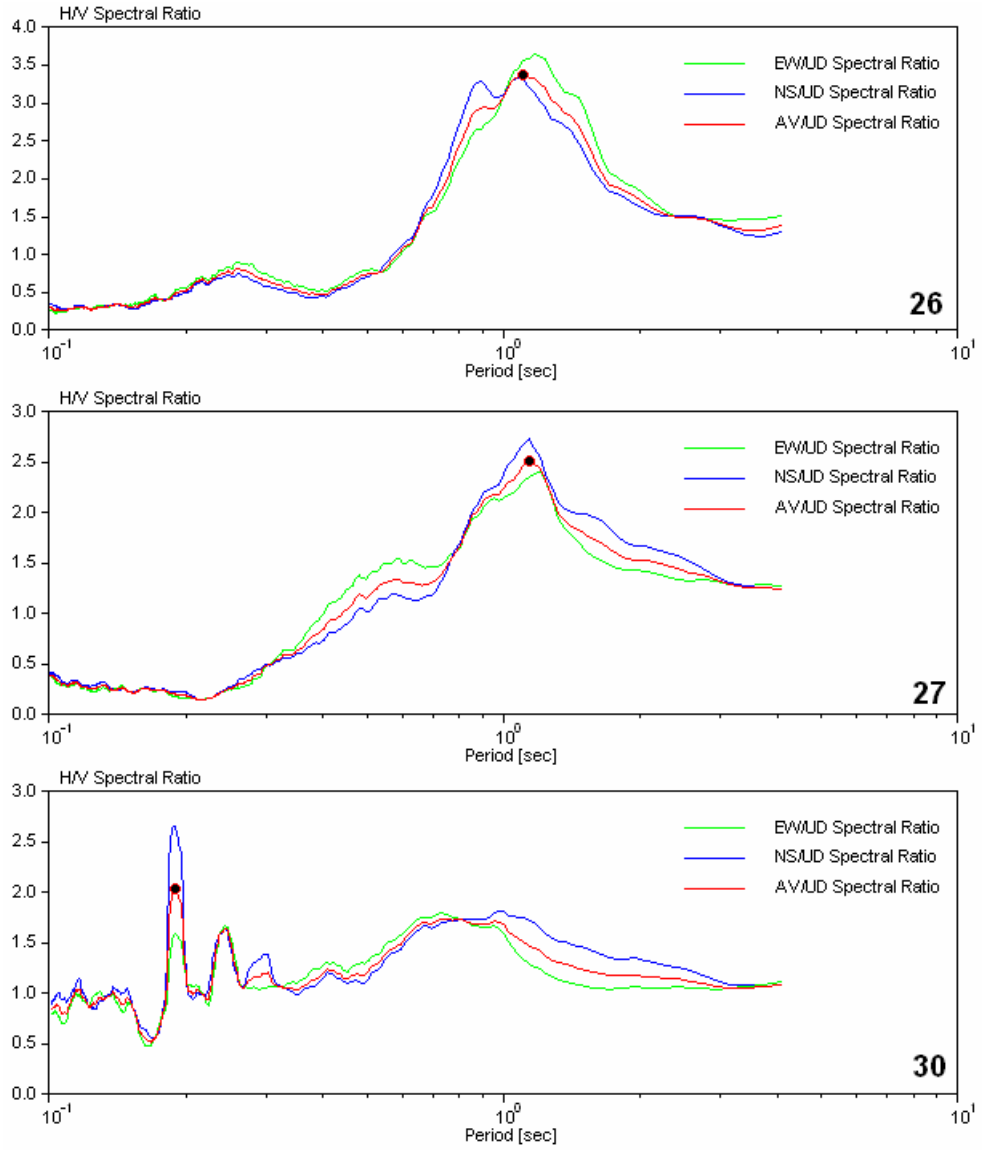 H/V Spectral Ratio
4.0
3.5
3.0
2.5
2.0
1.5
1.0
0.5
0.0
EW/UD Spectral Ratio
NS/UD Spectral Ratio
AV/UD Spectral Ratio
26
10-1
100
101
Period [sec]
H/V Spectral Ratio
3.0
2.5
2.0
1.5
1.0
0.5
0.0
EW/UD Spectral Ratio
NS/UD Spectral Ratio
AV/UD Spectral Ratio
27
10-1
100
101
Period [sec]
H/V Spectral Ratio
3.0
2.5
2.0
1.5
1.0
0.5
0.0
EW/UD Spectral Ratio
NS/UD Spectral Ratio
AV/UD Spectral Ratio
30
10-1
100
101
Period [sec]